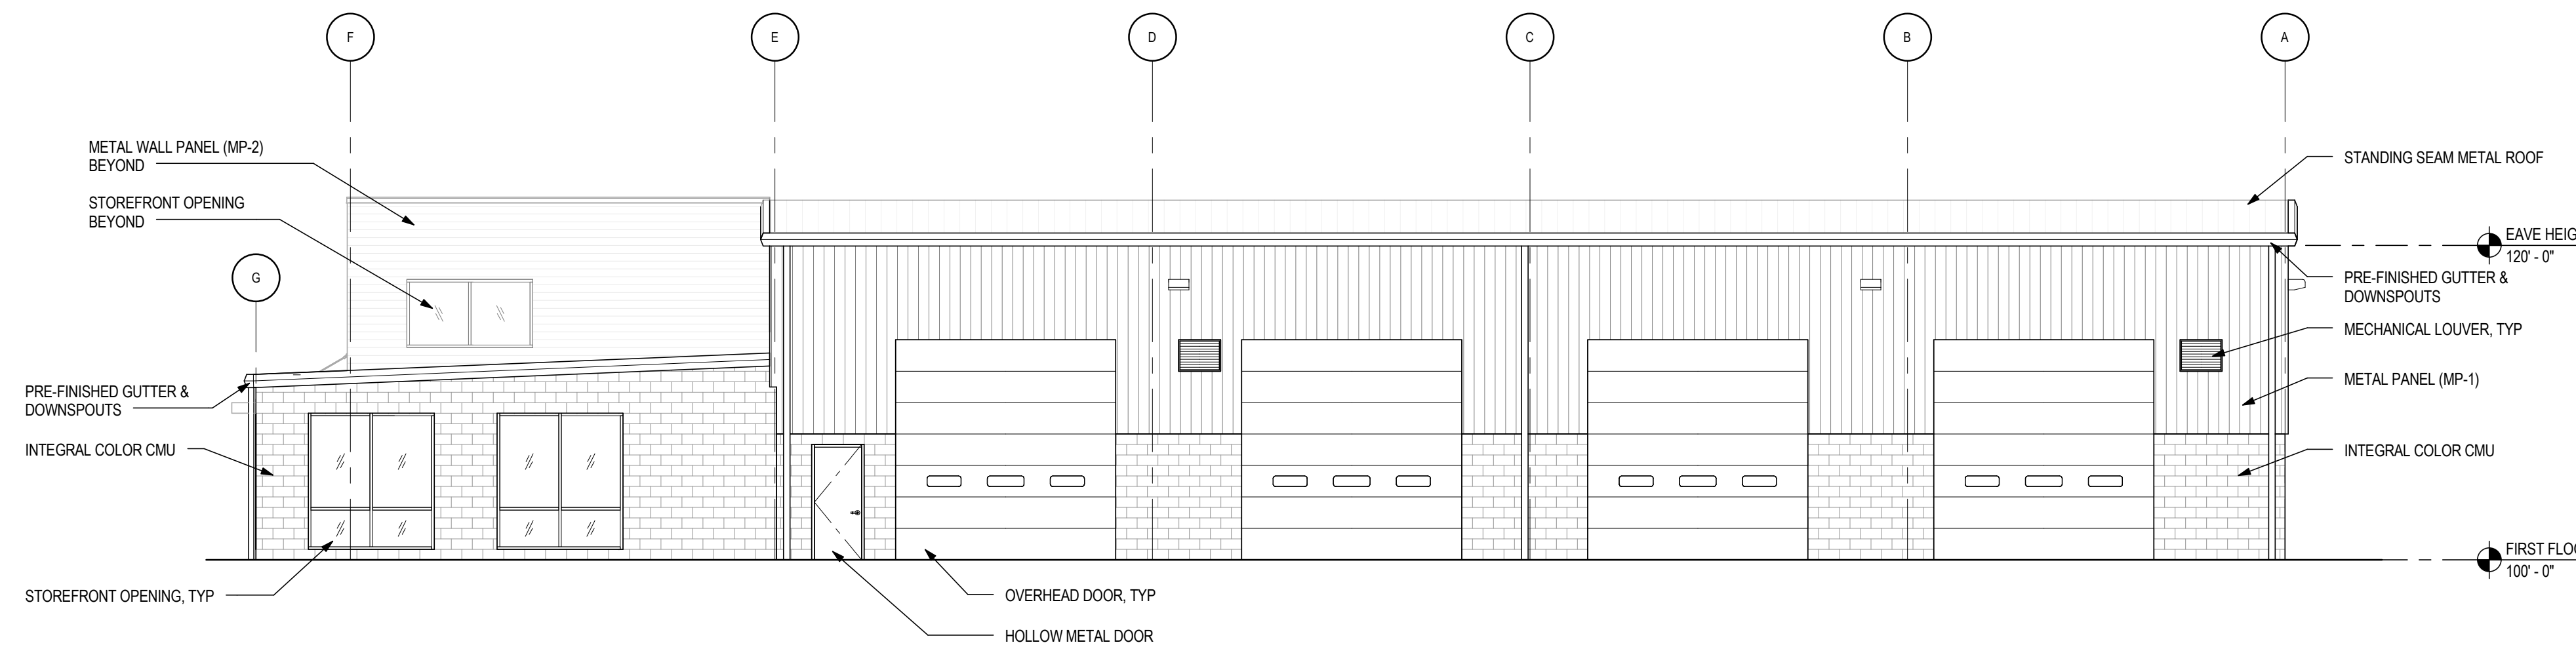 F
E
D
C
B
A
METAL WALL PANEL (MP-2)
BEYOND
STOREFRONT OPENING
BEYOND
G
PRE-FINISHED GUTTER &
DOWNSPOUTS
INTEGRAL COLOR CMU
STOREFRONT OPENING, TYP
OVERHEAD DOOR, TYP
HOLLOW METAL DOOR
STANDING SEAM METAL ROOF
EAVE HEIG
120' - 0"
PRE-FINISHED GUTTER &
DOWNSPOUTS
MECHANICAL LOUVER, TYP
METAL PANEL (MP-1)
INTEGRAL COLOR CMU
FIRST FLO
100' - 0"